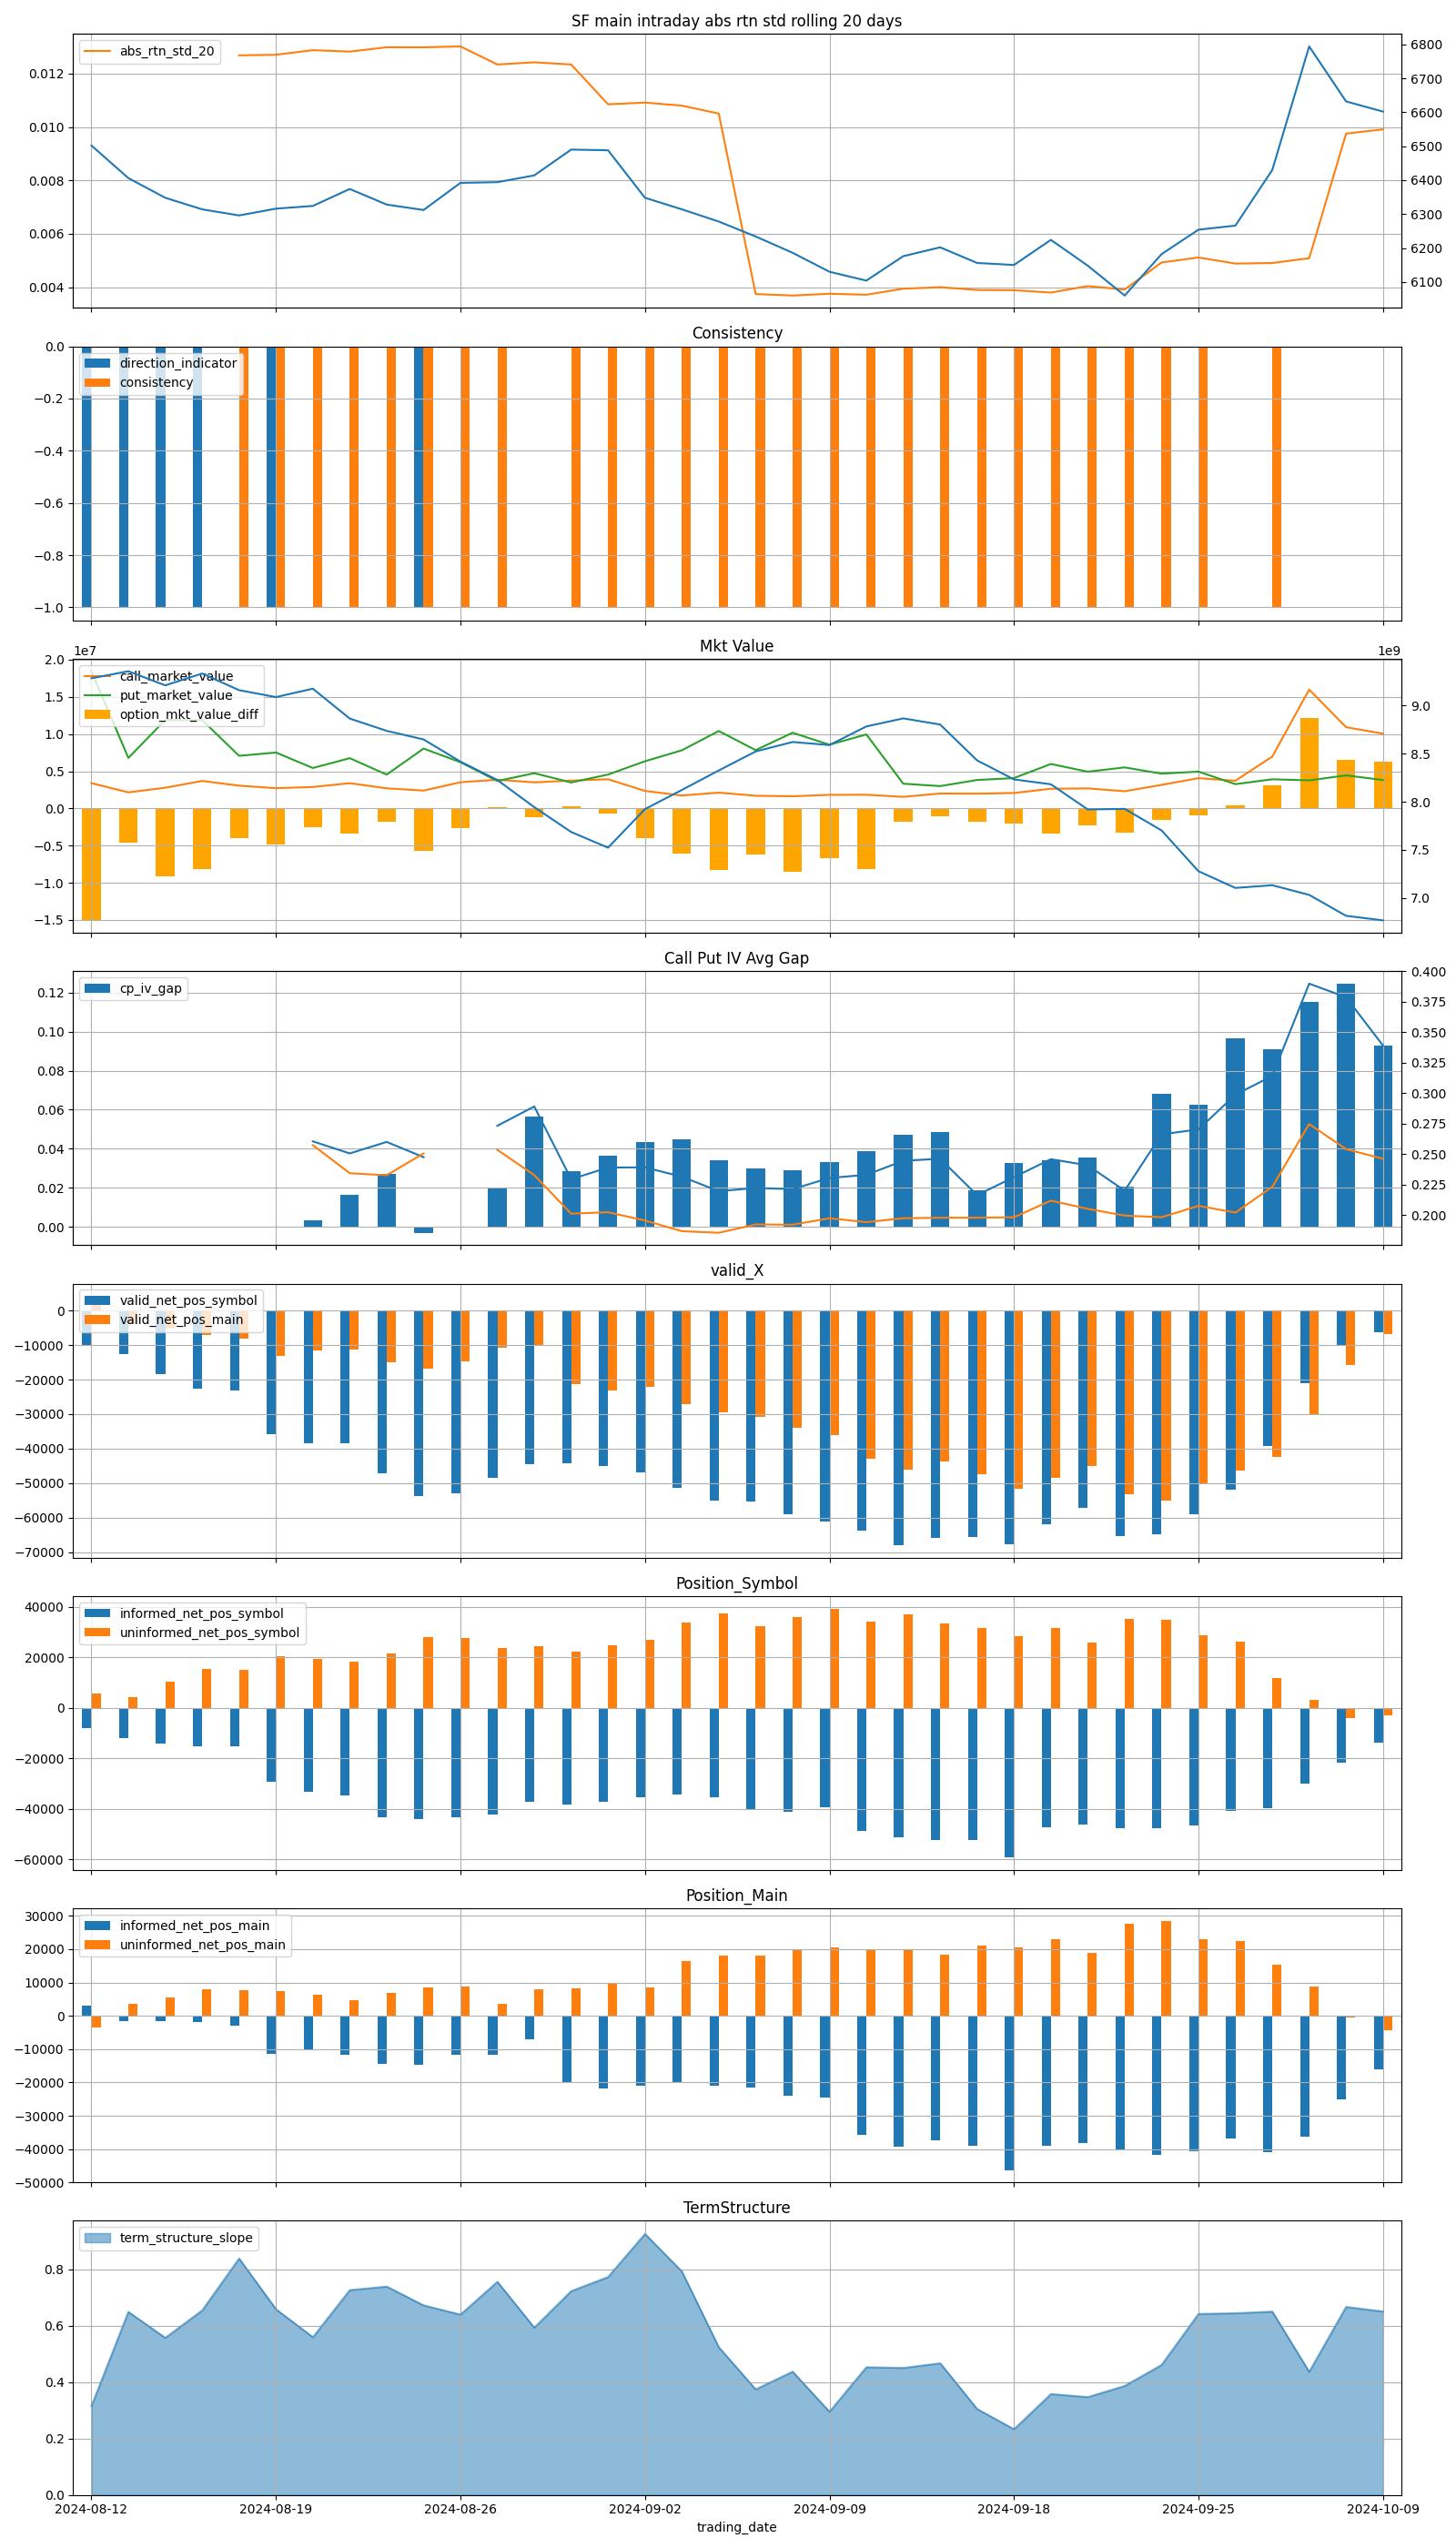 SF main intraday abs rtn std rolling 20 days
abs_rtn_std_20
0.012
0.010
0.008
0.006
0.004
6800
6700
6600
6500
6400
6300
6200
6100
Consistency
direction_indicator
consistency
0.0
−0.2
−0.4
−0.6
−0.8
−1.0
Mkt Value
1e7
1e9
call_market_value
put_market_value
option_mkt_value_diff
2.0
1.5
1.0
0.5
0.0
−0.5
−1.0
−1.5
9.0
8.5
8.0
7.5
7.0
Call Put IV Avg Gap
cp_iv_gap
0.12
0.10
0.08
0.06
0.04
0.02
0.00
0.400
0.375
0.350
0.325
0.300
0.275
0.250
0.225
0.200
valid_X
valid_net_pos_symbol
valid_net_pos_main
0
−10000
−20000
−30000
−40000
−50000
−60000
−70000
Position_Symbol
informed_net_pos_symbol
uninformed_net_pos_symbol
40000
20000
0
−20000
−40000
−60000
Position_Main
informed_net_pos_main
uninformed_net_pos_main
30000
20000
10000
0
−10000
−20000
−30000
−40000
−50000
TermStructure
term_structure_slope
0.8
0.6
0.4
0.2
0.0
2024-08-12 2024-08-19 2024-08-26 2024-09-02 2024-09-09 2024-09-18 2024-09-25 2024-10-09
trading_date